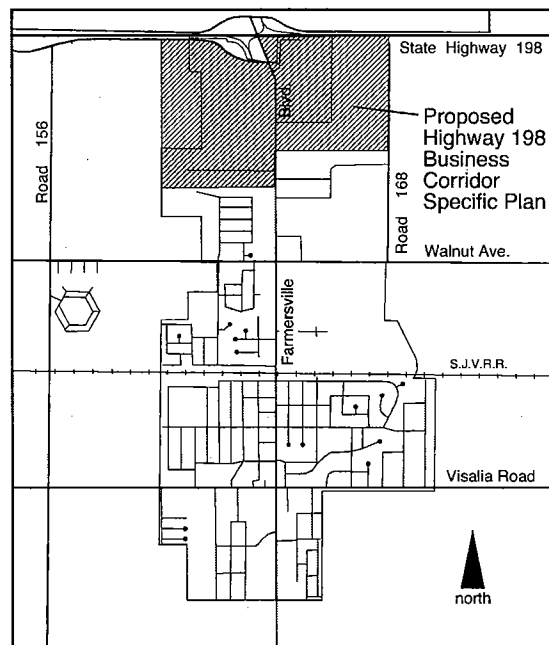 State Highway 198
Proposed
Highway 198
Business
Corridor
Specific Plan
Road 156
Blvd.
Road 168
Walnut Ave.
Farmersville
S.J.V.R.R.
Visalia Road
north